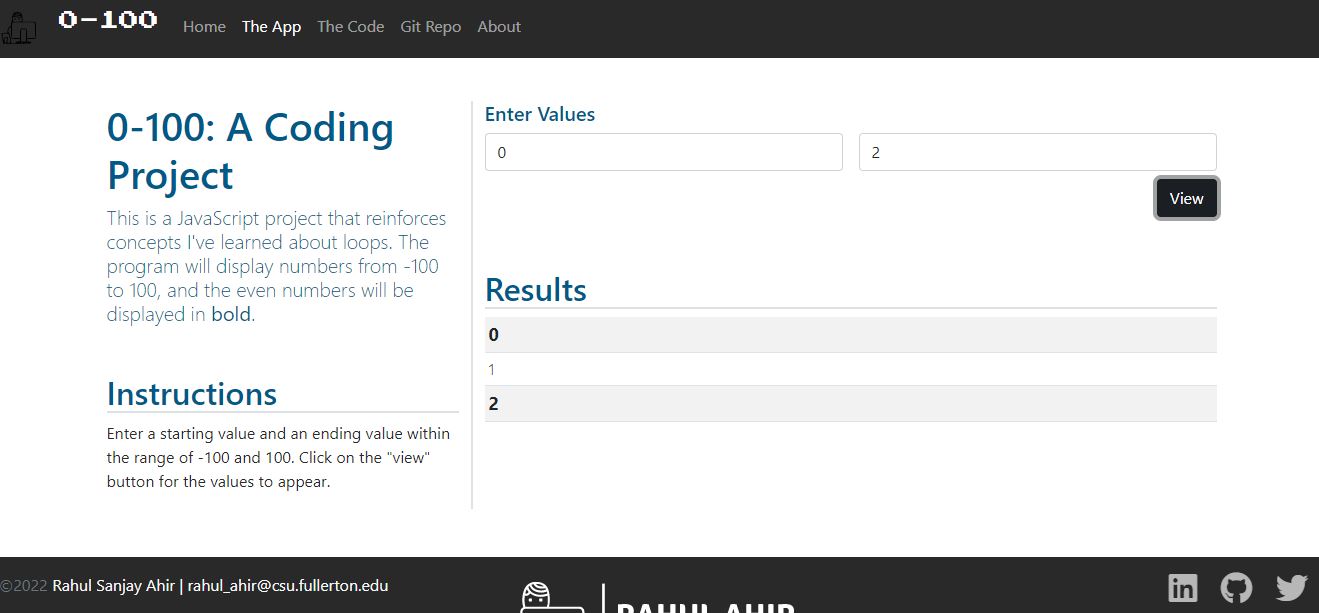 0-100
Home The App The Code Git Repo About
0-100: A Coding
Project
This is a JavaScript project that reinforces
concepts I've learned about loops. The
program will display numbers from -100
to 100, and the even numbers will be
displayed in bold.
Instructions
Enter a starting value and an ending value within
the range of -100 and 100. Click on the "view"
button for the values to appear.
Enter Values
0 2
View
Results
0
1
2
©2022 Rahul Sanjay Ahir | rahul_ahir@csu.fullerton.edu
RAHUL AHIR
in